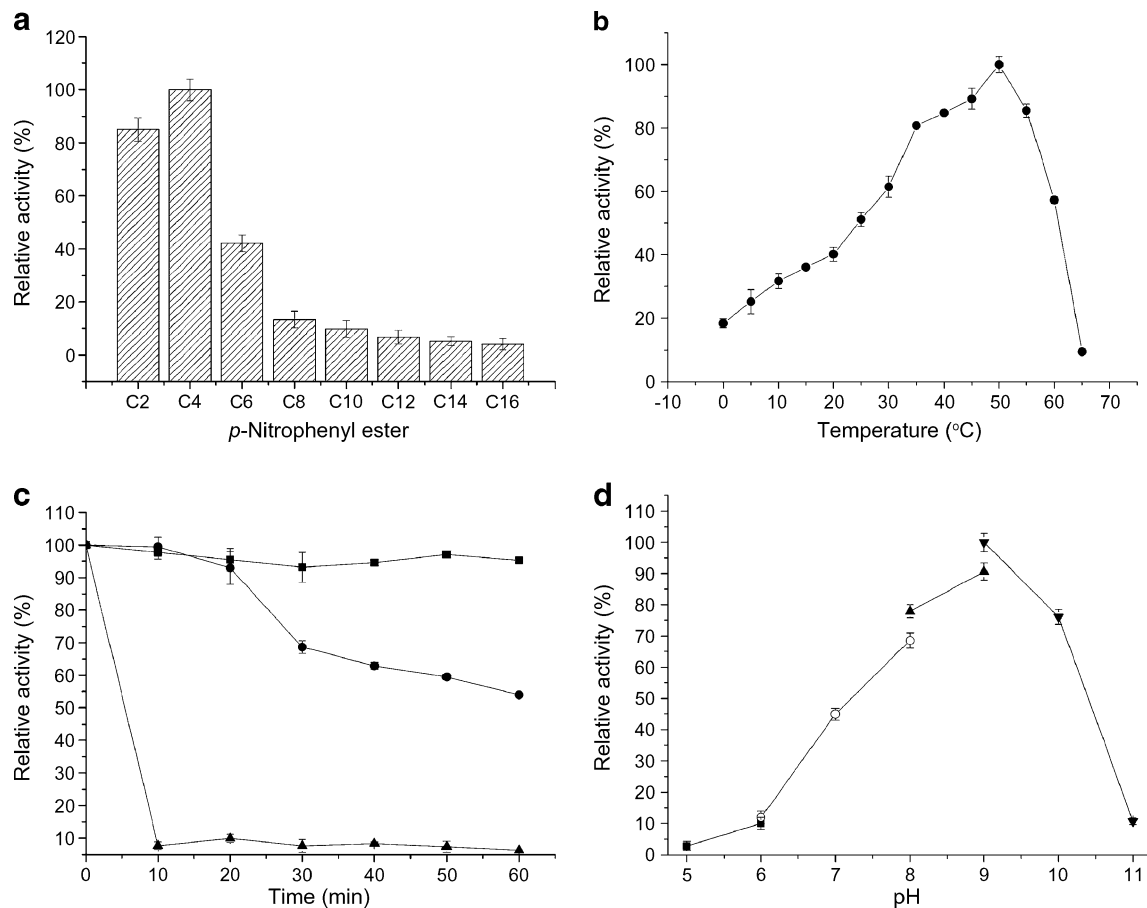 a
120
100
80
60
40
20
0
Relative activity (%)
C2 C4 C6 C8 C10 C12 C14 C16
p-Nitrophenyl ester
b
100
80
60
40
20
0
Relative activity (%)
-10 0 10 20 30 40 50 60 70
Temperature (°C)
c
110
100
90
80
70
60
50
40
30
20
10
Relative activity (%)
0 10 20 30 40 50 60
Time (min)
d
110
100
90
80
70
60
50
40
30
20
10
0
Relative activity (%)
5 6 7 8 9 10 11
pH